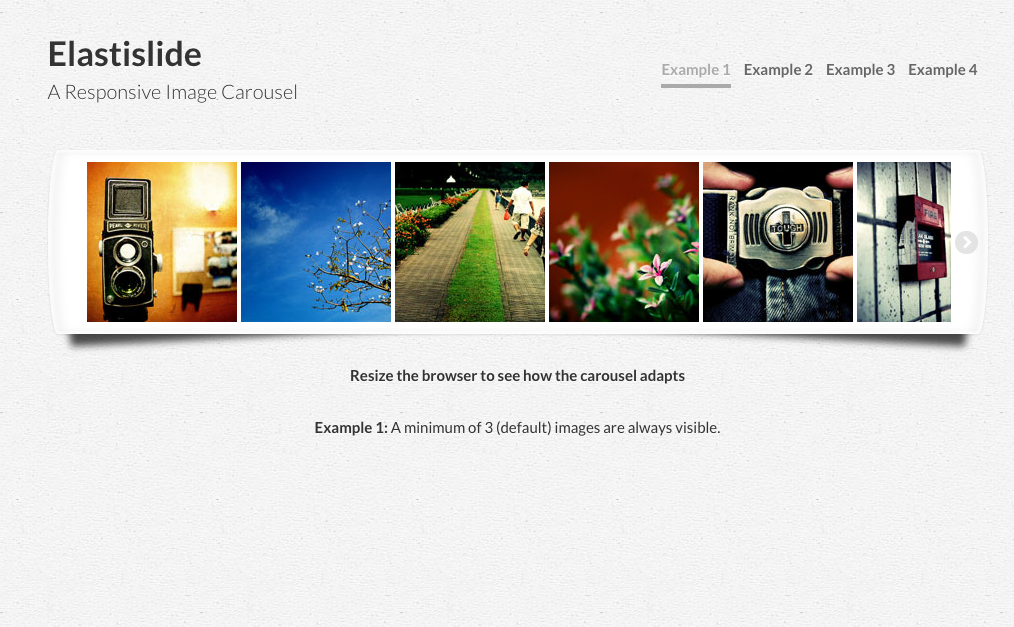 Elastislide
A Responsive Image Carousel
Example 1 Example 2 Example 3 Example 4
PEARL RIVER
TOUGH
FIRE
Resize the browser to see how the carousel adapts
Example 1: A minimum of 3 (default) images are always visible.